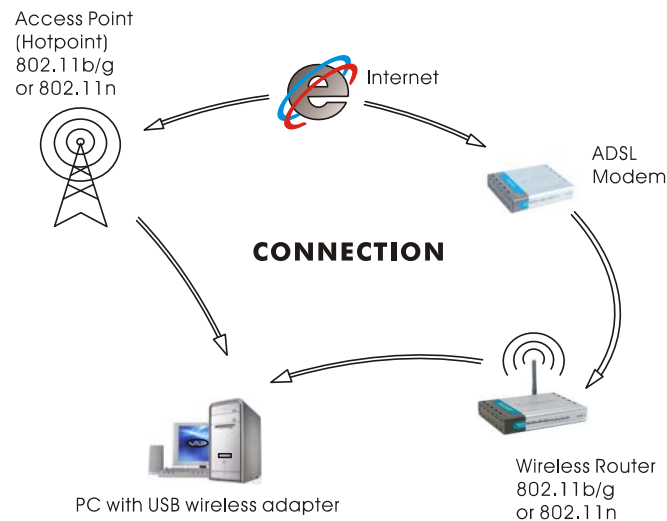 Access Point
(Hotpoint)
802.11b/g
or 802.11n
Internet
ADSL
Modem
CONNECTION
PC with USB wireless adapter
Wireless Router
802.11b/g
or 802.11n